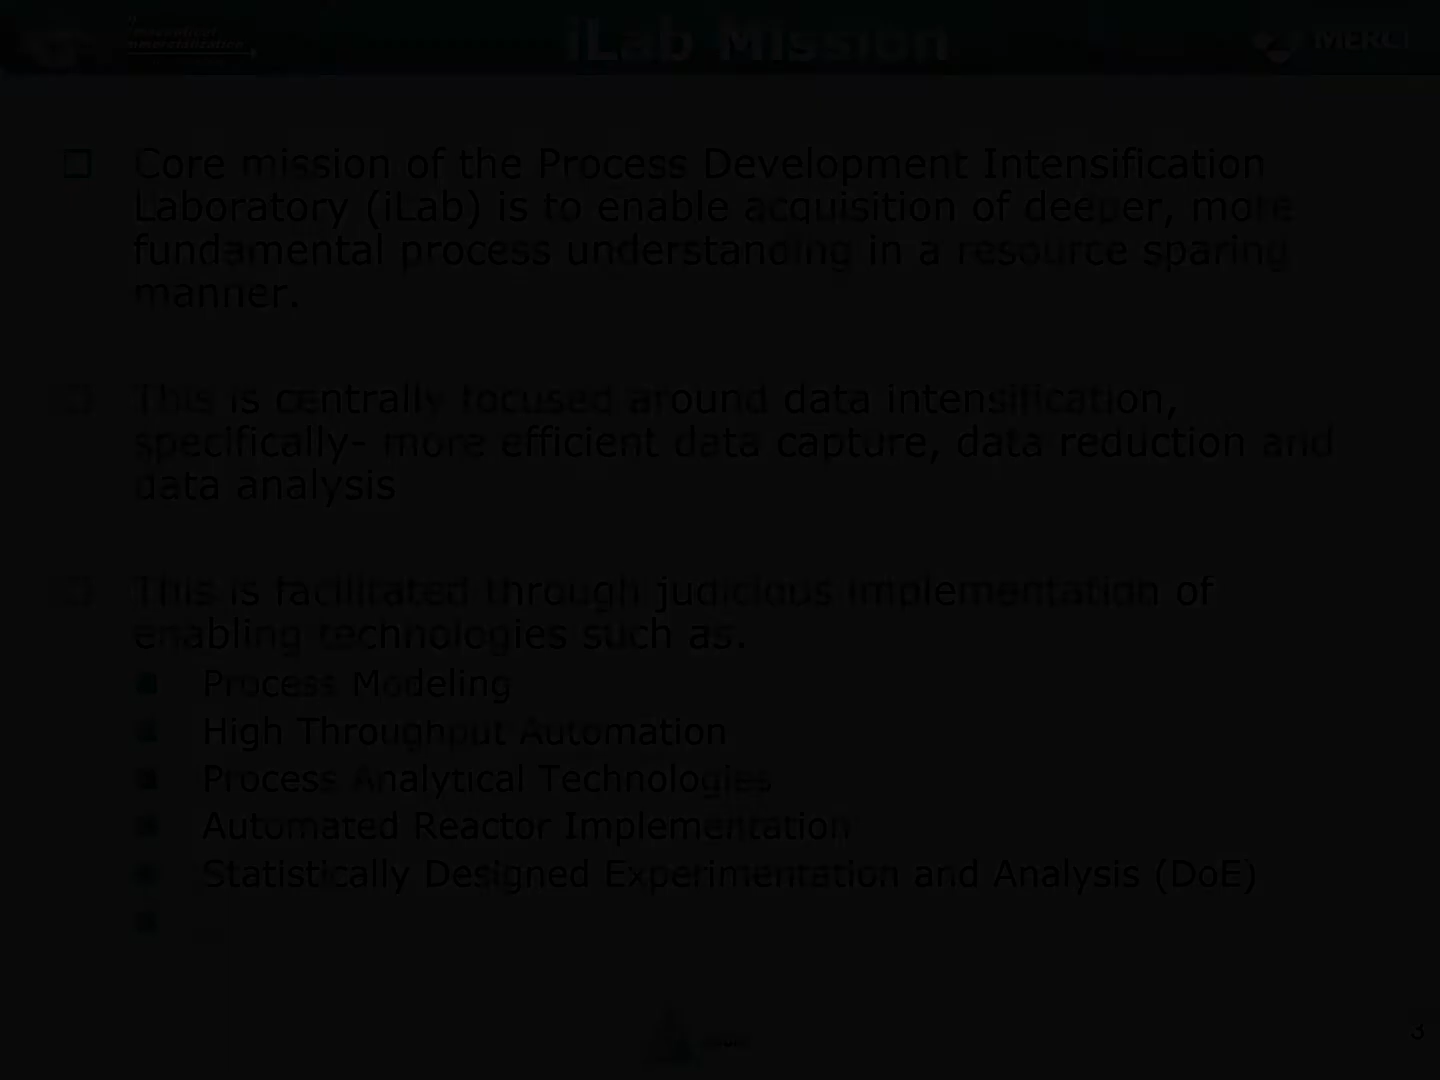 iLab Mission
MERCK
Core mission of the Process Development Intensification
Laboratory (iLab) is to enable acquisition of deeper, more
fundamental process understanding in a resource sparing
manner.
This is centrally focused around data intensification,
specifically- more efficient data capture, data reduction and
data analysis
This is facilitated through judicious implementation of
enabling technologies such as.
Process Modeling
High Throughput Automation
Process Analytical Technologies
Automated Reactor Implementation
Statistically Designed Experimentation and Analysis (DoE)
3